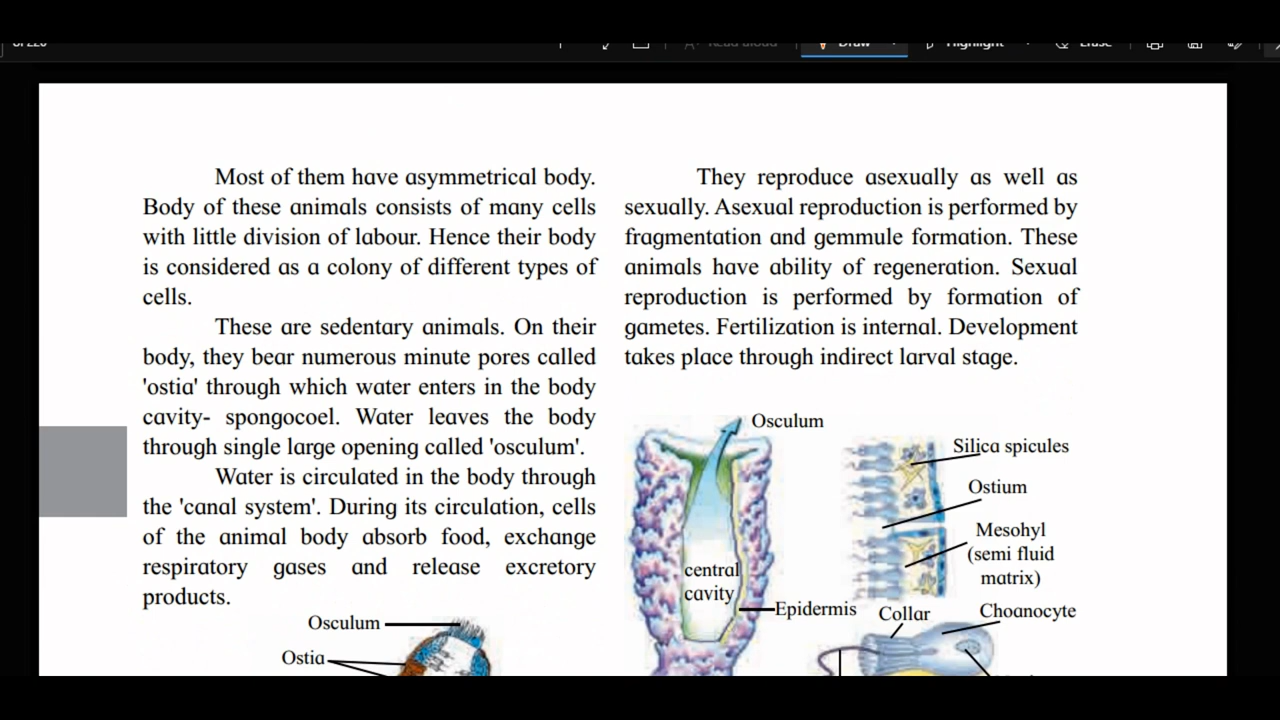 Read aloud
Draw
Highlight
Erase
Most of them have asymmetrical body.
Body of these animals consists of many cells
with little division of labour. Hence their body
is considered as a colony of different types of
cells.
These are sedentary animals. On their
body, they bear numerous minute pores called
'ostia' through which water enters in the body
cavity- spongocoel. Water leaves the body
through single large opening called 'osculum'.
Water is circulated in the body through
the 'canal system'. During its circulation, cells
of the animal body absorb food, exchange
respiratory gases and release excretory
products.
Osculum
Ostia
They reproduce asexually as well as
sexually. Asexual reproduction is performed by
fragmentation and gemmule formation. These
animals have ability of regeneration. Sexual
reproduction is performed by formation of
gametes. Fertilization is internal. Development
takes place through indirect larval stage.
Osculum
Silica spicules
Ostium
Mesohyl
(semi fluid
matrix)
central
cavity
Epidermis
Collar
Choanocyte